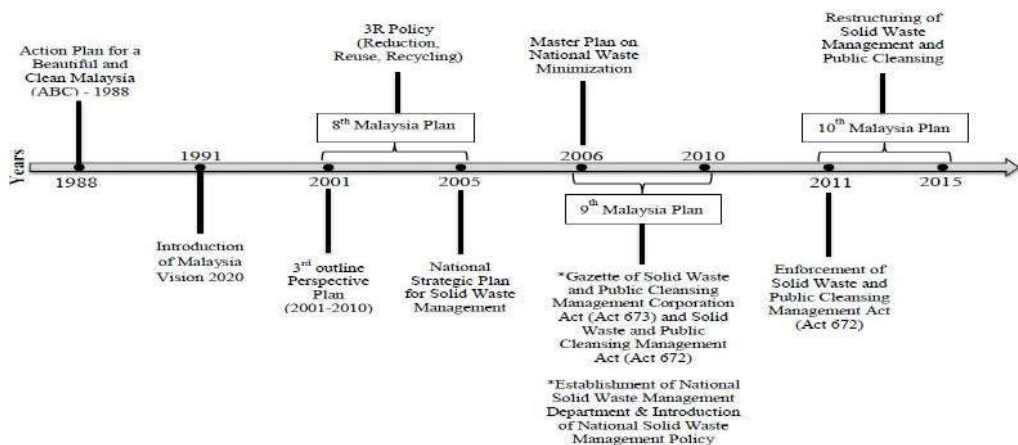 Action Plan for a
Beautiful and
Clean Malaysia
(ABC) - 1988
3R Policy
(Reduction,
Reuse, Recycling)
Master Plan on
National Waste
Minimization
Restructuring of
Solid Waste
Management and
Public Cleansing
8th Malaysia Plan
10th Malaysia Plan
Years
1988
1991
2001
2005
2006
2010
2011
2015
9th Malaysia Plan
Introduction
of Malaysia
Vision 2020
3rd outline
Perspective
Plan
(2001-2010)
National
Strategic Plan
for Solid Waste
Management
*Gazette of Solid Waste
and Public Cleansing
Management Corporation
Act (Act 673) and Solid
Waste and Public
Cleansing Management
Act (Act 672)
*Establishment of National
Solid Waste Management
Department & Introduction
of National Solid Waste
Management Policy
Enforcement of
Solid Waste and
Public Cleansing
Management Act
(Act 672)